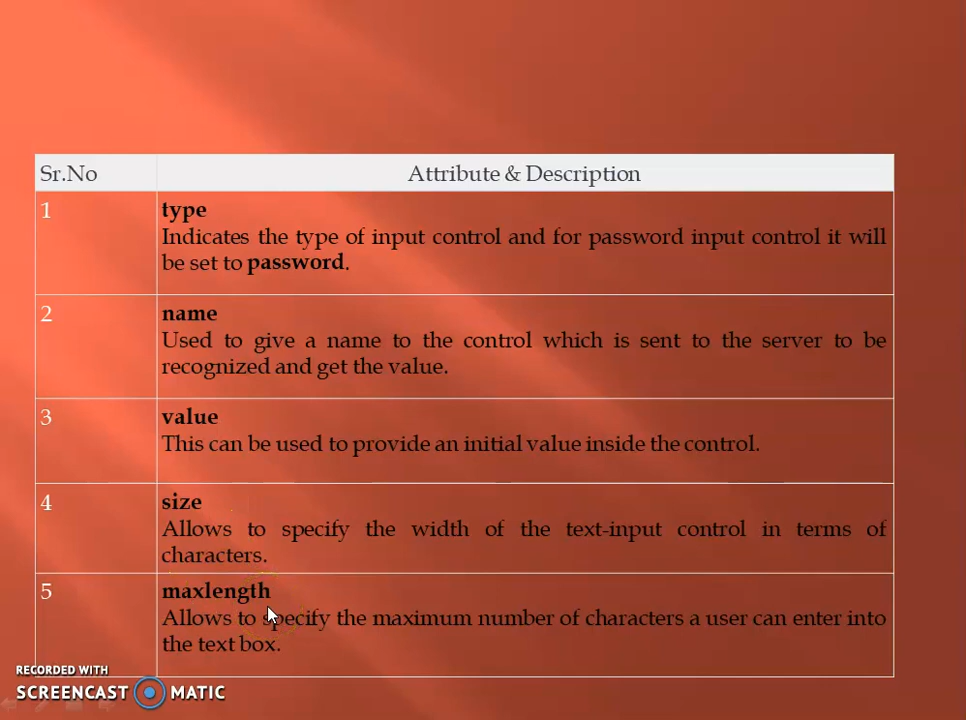 Sr.No Attribute & Description
1 type
Indicates the type of input control and for password input control it will
be set to password.
2 name
Used to give a name to the control which is sent to the server to be
recognized and get the value.
3 value
This can be used to provide an initial value inside the control.
4 size
Allows to specify the width of the text-input control in terms of
characters.
5 maxlength
Allows to specify the maximum number of characters a user can enter into
the text box.
RECORDED WITH
SCREENCAST MATIC